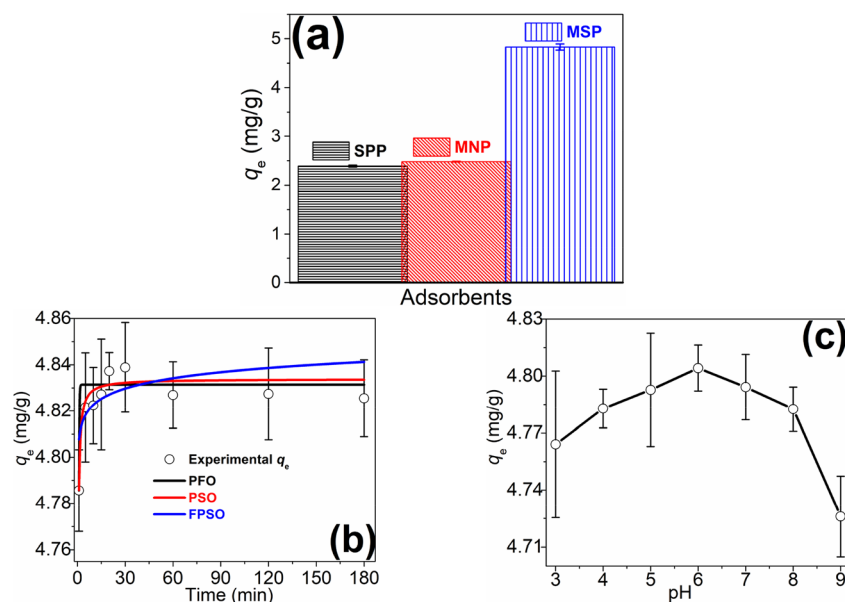 (a)
MSP
MNP
SPP
5
4
3
2
1
0
qe (mg/g)
Adsorbents
4.86
4.84
4.82
4.80
4.78
4.76
qe (mg/g)
Experimental qe
PFO
PSO
FPSO
(b)
0 30 60 90 120 150 180
Time (min)
4.83
4.80
4.77
4.74
4.71
qe (mg/g)
(c)
3 4 5 6 7 8 9
pH